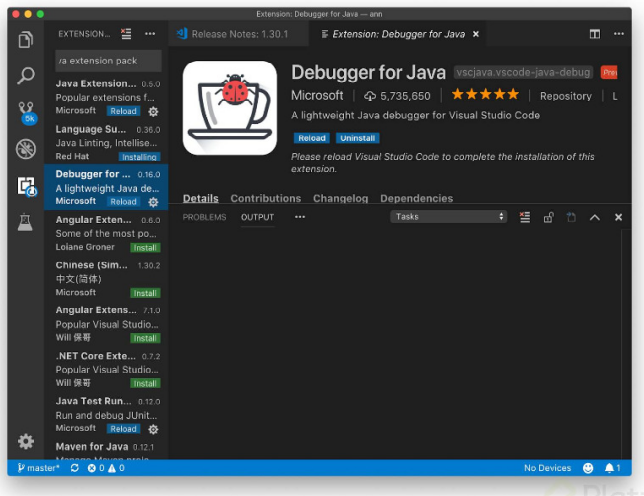 Extension: Debugger for Java — ann
EXTENSION...
Release Notes: 1.30.1
Extension: Debugger for Java
/a extension pack
Java Extension... 0.5.0
Popular extensions f...
Microsoft Reload
Language Su... 0.36.0
Java Linting, Intellise...
Red Hat Installing
Debugger for ... 0.16.0
A lightweight Java de...
Microsoft Reload
Angular Exten... 0.6.0
Some of the most po...
Loiane Groner Install
Chinese (Sim... 1.30.2
中文(简体)
Microsoft Install
Angular Extens... 7.1.0
Popular Visual Studio...
Will 保哥 Install
.NET Core Exte... 0.7.2
Popular Visual Studio...
Will 保哥 Install
Java Test Run... 0.12.0
Run and debug JUnit...
Microsoft Reload
Maven for Java 0.12.1
5k
Debugger for Java vscjava.vscode-java-debug Pre
Microsoft 5,735,650 Repository L
A lightweight Java debugger for Visual Studio Code
Reload Uninstall
Please reload Visual Studio Code to complete the installation of this
extension.
Details Contributions Changelog Dependencies
PROBLEMS OUTPUT ... Tasks
master* 0 0 No Devices 1